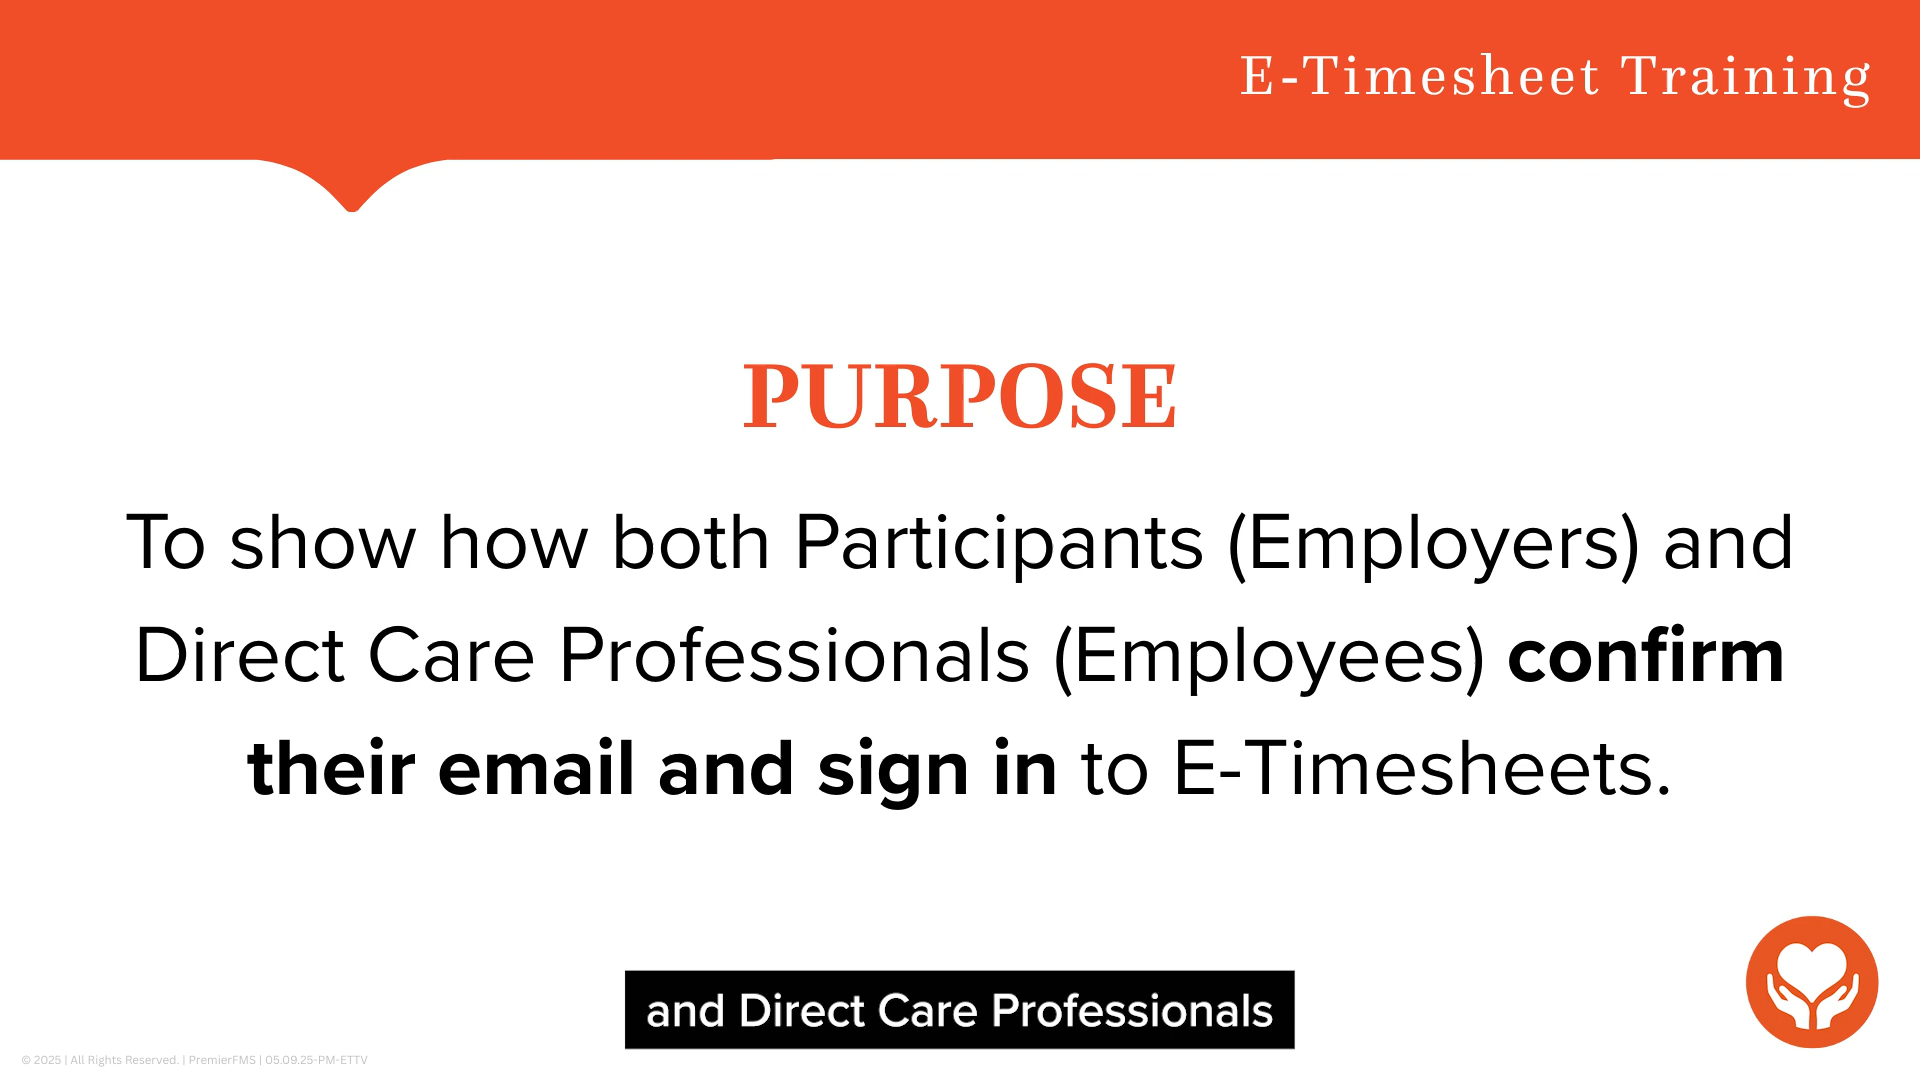 E-Timesheet Training
PURPOSE
To show how both Participants (Employers) and
Direct Care Professionals (Employees) confirm
their email and sign in to E-Timesheets.
and Direct Care Professionals
© 2025 | All Rights Reserved. | PremierFMS | 05.09.25-PM-ETTV